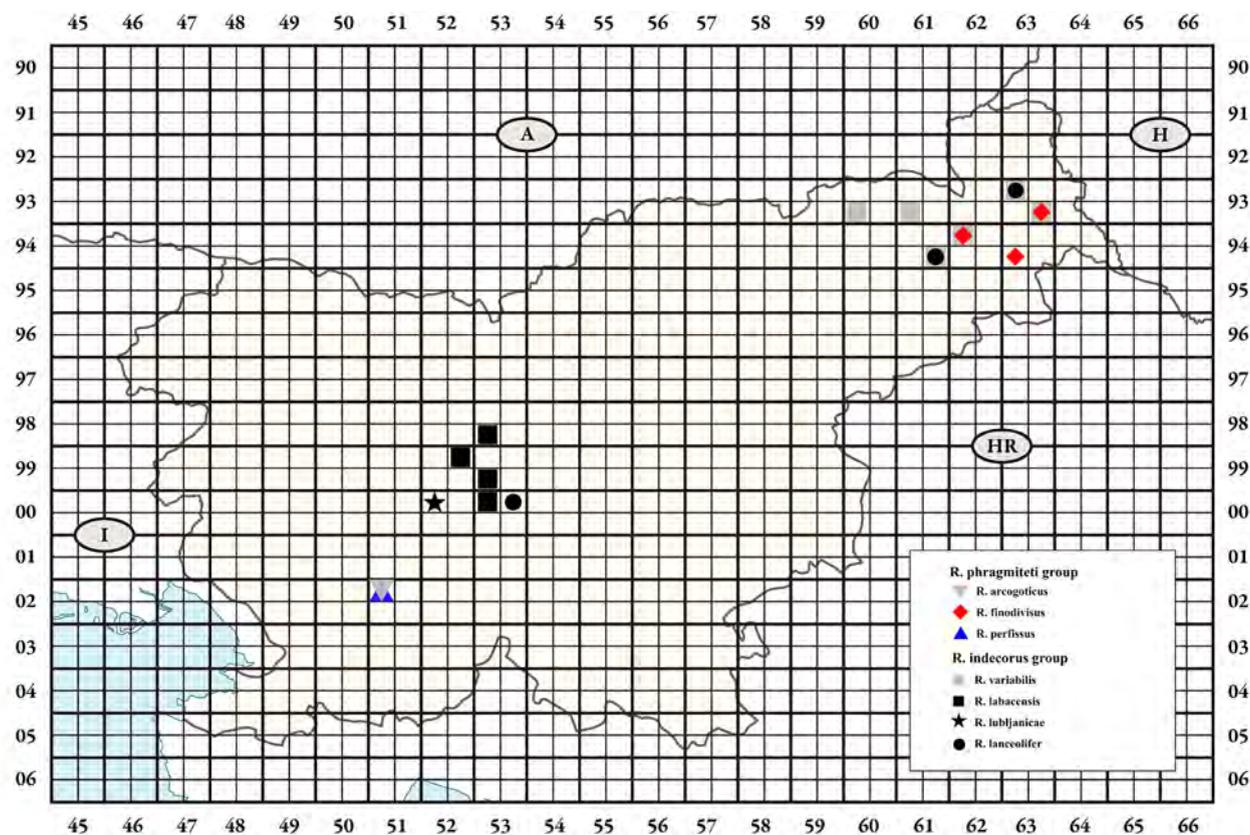 45 46 47 48 49 50 51 52 53 54 55 56 57 58 59 60 61 62 63 64 65 66
90 90
91 A H 91
92 92
93 93
94 94
95 95
96 96
97 97
98 98
HR
99 99
00 00
I
01 01
R. phragmiteti group
R. arcogoticus
02 02
R. finodivisus
R. perfissus
03 03
R. indecorus group
R. variabilis
04 04
R. labacensis
R. lubljanicae
05 05
R. lanceolifer
06 06
45 46 47 48 49 50 51 52 53 54 55 56 57 58 59 60 61 62 63 64 65 66